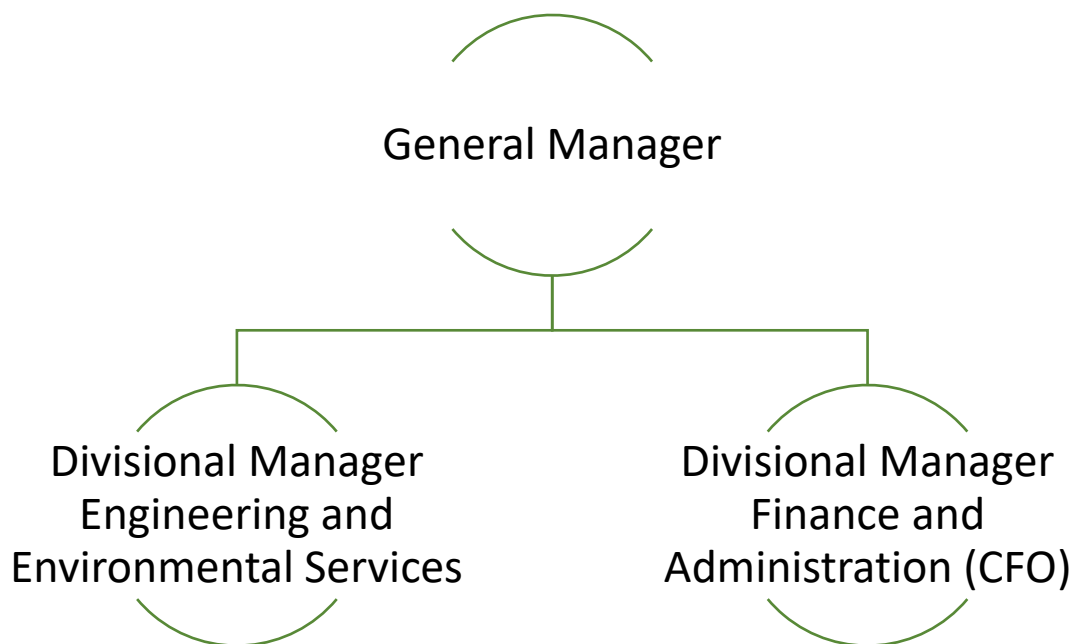 General Manager
Divisional Manager
Engineering and
Environmental Services
Divisional Manager
Finance and
Administration (CFO)